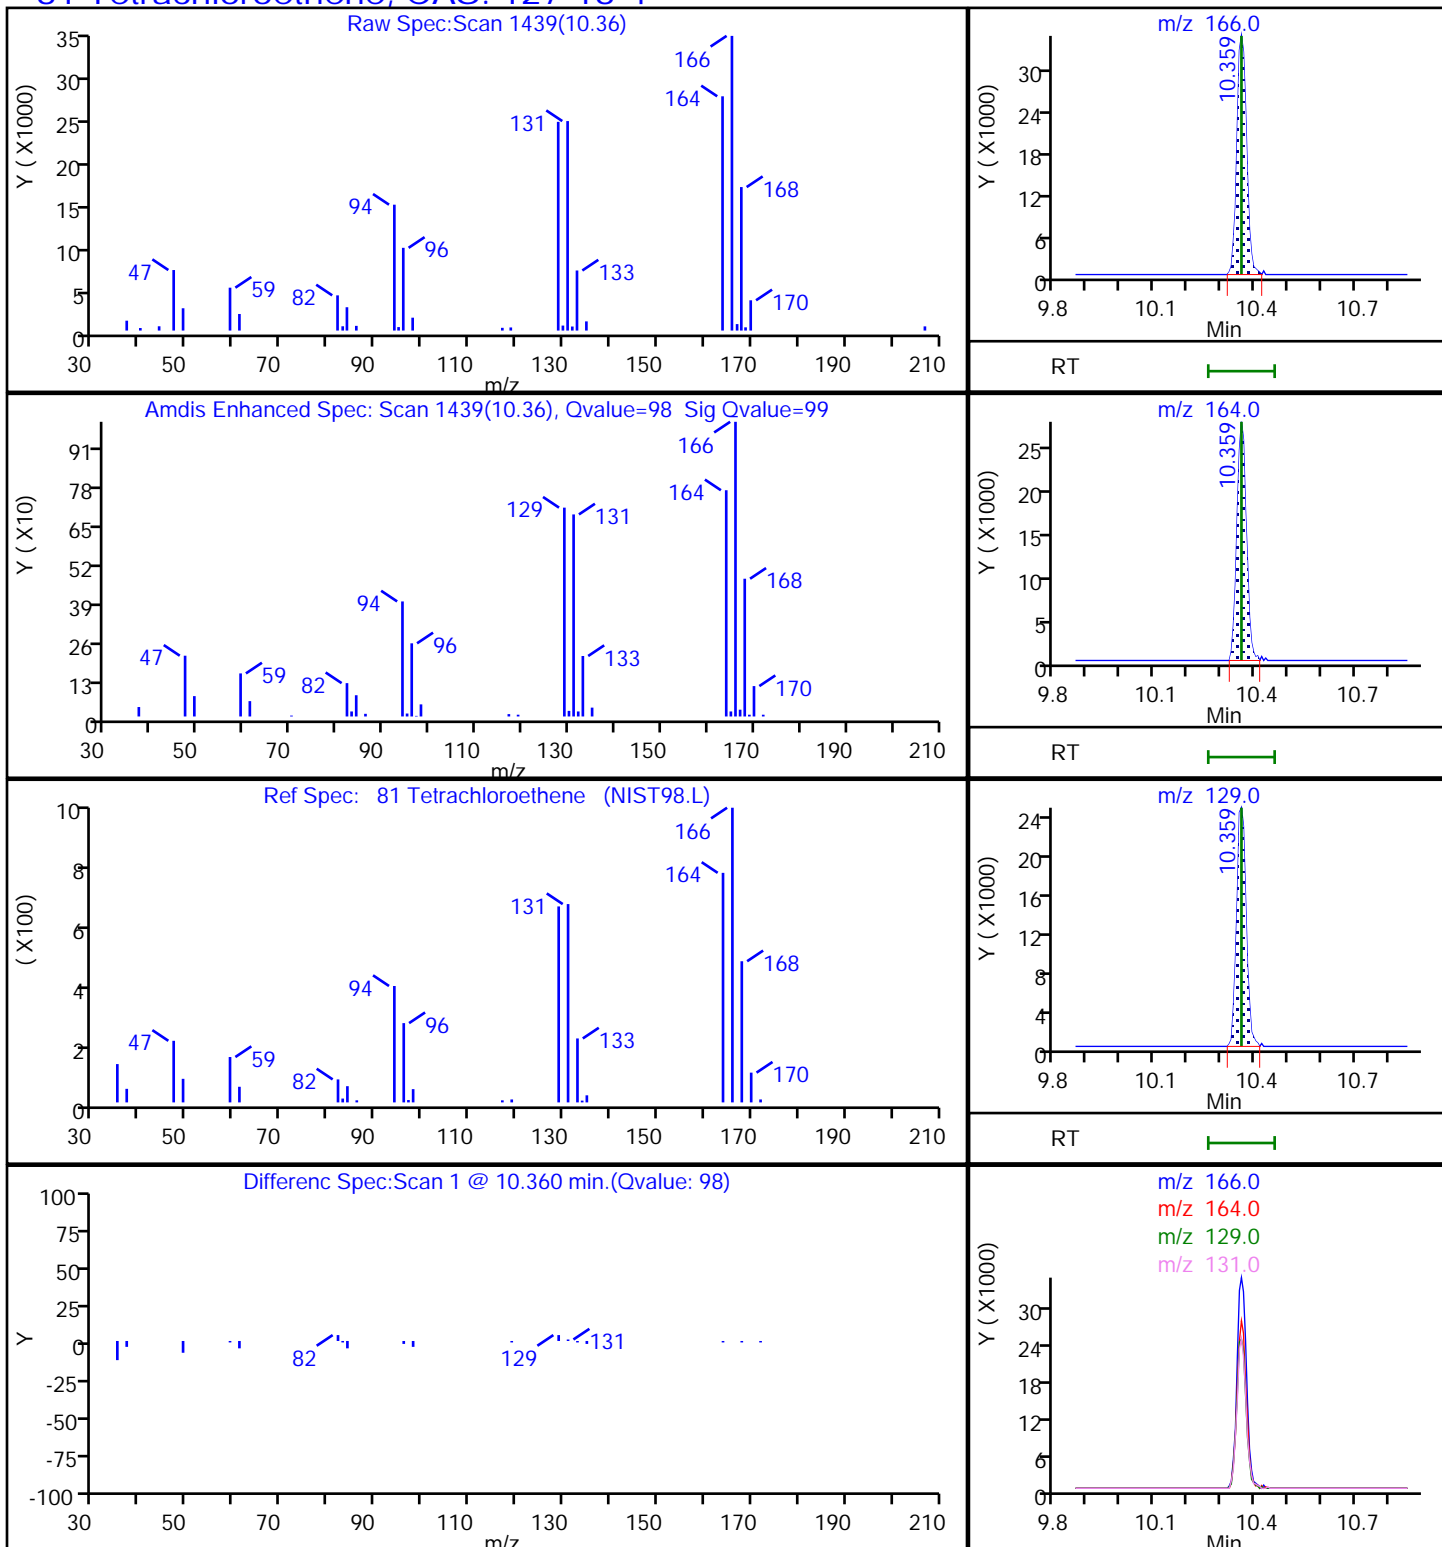 81 Tetrachloroethene, CAS: 127-18-4
Raw Spec:Scan 1439(10.36)
Y ( X1000)
35
30
25
20
15
10
5
0
166
164
131
168
94
96
47
59
82
133
170
30 50 70 90 110 130 150 170 190 210
m/z
m/z 166.0
10.359
Y ( X1000)
30
24
18
12
6
0
9.8 10.1 10.4 10.7
Min
RT
Amdis Enhanced Spec: Scan 1439(10.36), Qvalue=98 Sig Qvalue=99
Y ( X10)
91
78
65
52
39
26
13
0
166
164
129
131
168
94
96
47
59
82
133
170
30 50 70 90 110 130 150 170 190 210
m/z
m/z 164.0
10.359
Y ( X1000)
25
20
15
10
5
0
9.8 10.1 10.4 10.7
Min
RT
Ref Spec: 81 Tetrachloroethene (NIST98.L)
( X100)
10
8
6
4
2
0
166
164
131
168
94
96
47
59
82
133
170
30 50 70 90 110 130 150 170 190 210
m/z
m/z 129.0
10.359
Y ( X1000)
24
20
16
12
8
4
0
9.8 10.1 10.4 10.7
Min
RT
Differenc Spec:Scan 1 @ 10.360 min.(Qvalue: 98)
Y
100
75
50
25
0
-25
-50
-75
-100
82
129
131
30 50 70 90 110 130 150 170 190 210
m/z
m/z 166.0
m/z 164.0
m/z 129.0
m/z 131.0
Y ( X1000)
30
24
18
12
6
0
9.8 10.1 10.4 10.7
Min